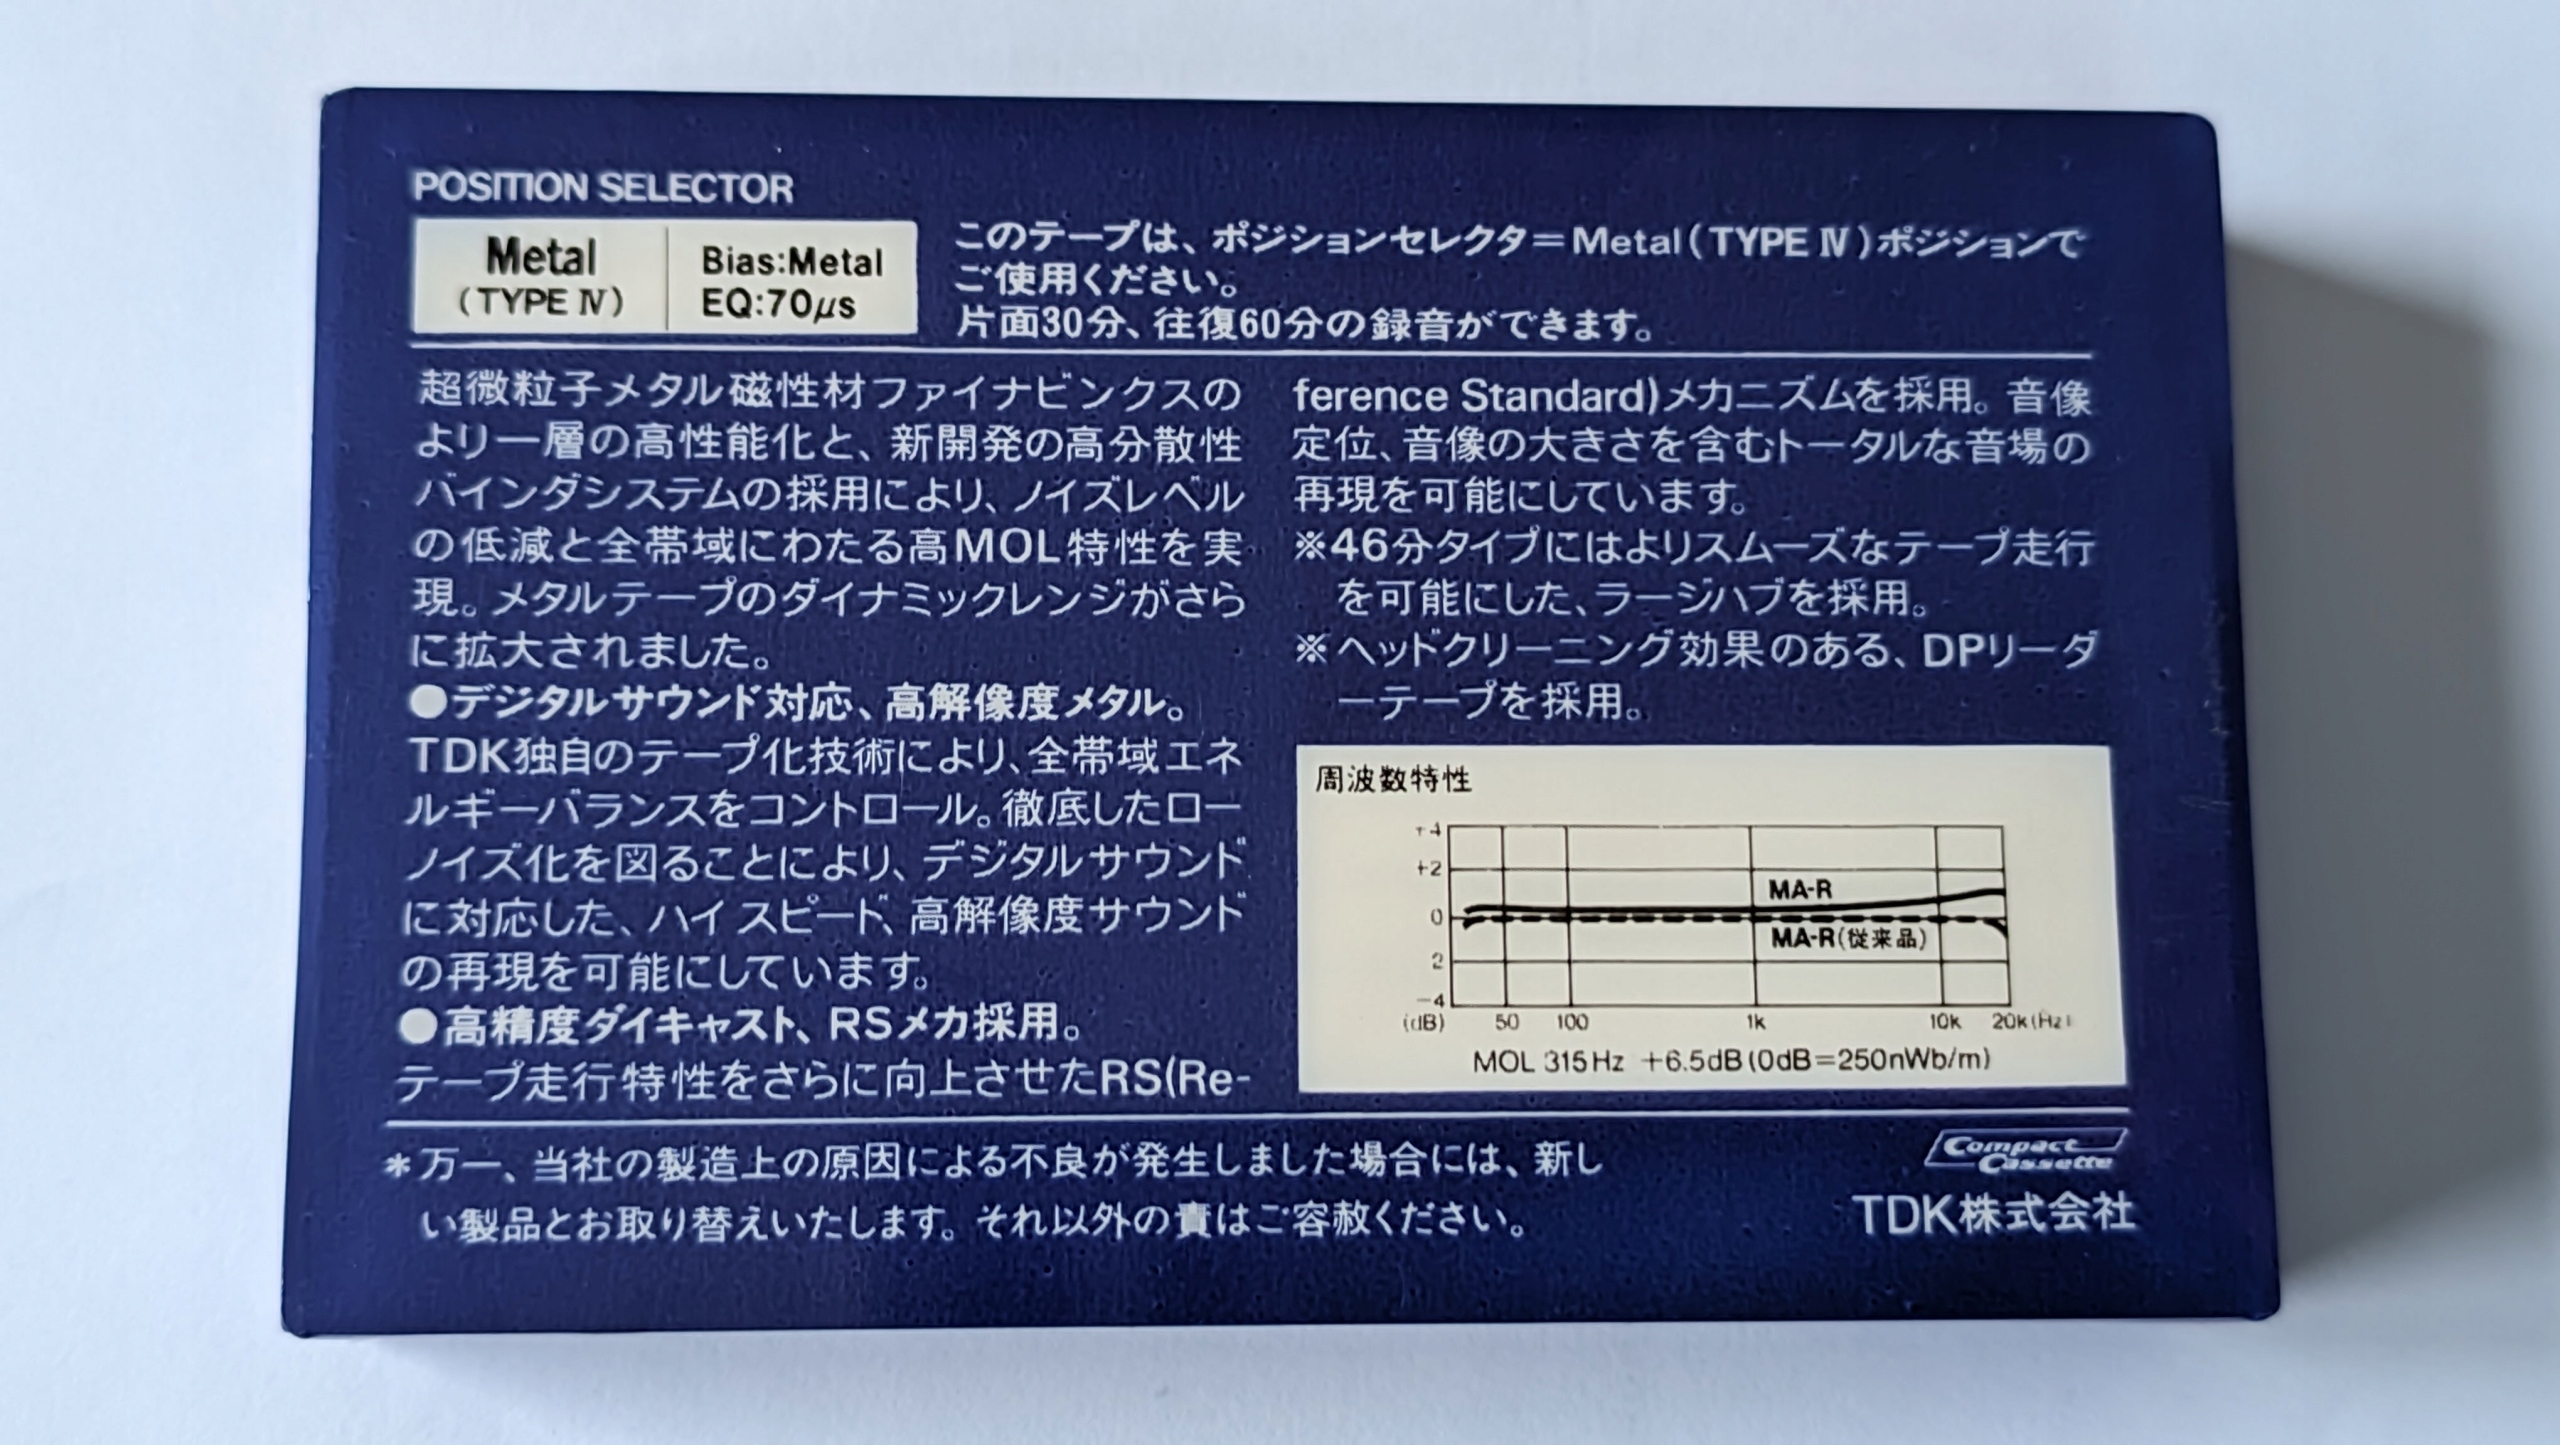 POSITION SELECTOR
Metal
(TYPE Ⅳ)
Bias:Metal
EQ:70μs
このテープは、ポジションセレクタ=Metal(TYPE Ⅳ)ポジションで
ご使用ください。
片面30分、往復60分の録音ができます。
超微粒子メタル磁性材ファイナビンクスの
より一層の高性能化と、新開発の高分散性
バインダシステムの採用により、ノイズレベル
の低減と全帯域にわたる高MOL特性を実
現。メタルテープのダイナミックレンジがさら
に拡大されました。
●デジタルサウンド対応、高解像度メタル。
TDK独自のテープ化技術により、全帯域エネ
ルギーバランスをコントロール。徹底したロー
ノイズ化を図ることにより、デジタルサウンド
に対応した、ハイスピード、高解像度サウンド
の再現を可能にしています。
●高精度ダイキャスト、RSメカ採用。
テープ走行特性をさらに向上させたRS(Re-
ference Standard)メカニズムを採用。音像
定位、音像の大きさを含むトータルな音場の
再現を可能にしています。
※46分タイプにはよりスムーズなテープ走行
を可能にした、ラージハブを採用。
※ヘッドクリーニング効果のある、DPリーダ
ーテープを採用。
周波数特性
+4
+2
0
2
-4
MA-R
MA-R(従来品)
(dB) 50 100 1k 10k 20k(Hz)
MOL 315Hz +6.5dB(0dB=250nWb/m)
*万一、当社の製造上の原因による不良が発生しました場合には、新し
い製品とお取り替えいたします。それ以外の責はご容赦ください。
Compact
Cassette
TDK株式会社